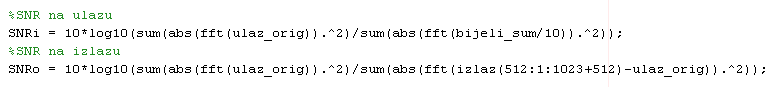 %SNR na ulazu
SNRi = 10*log10(sum(abs(fft(ulaz_orig)).^2)/sum(abs(fft(bijeli_sum/10)).^2));
%SNR na izlazu
SNRo = 10*log10(sum(abs(fft(ulaz_orig)).^2)/sum(abs(fft(izlaz(512:1:1023+512)-ulaz_orig)).^2));